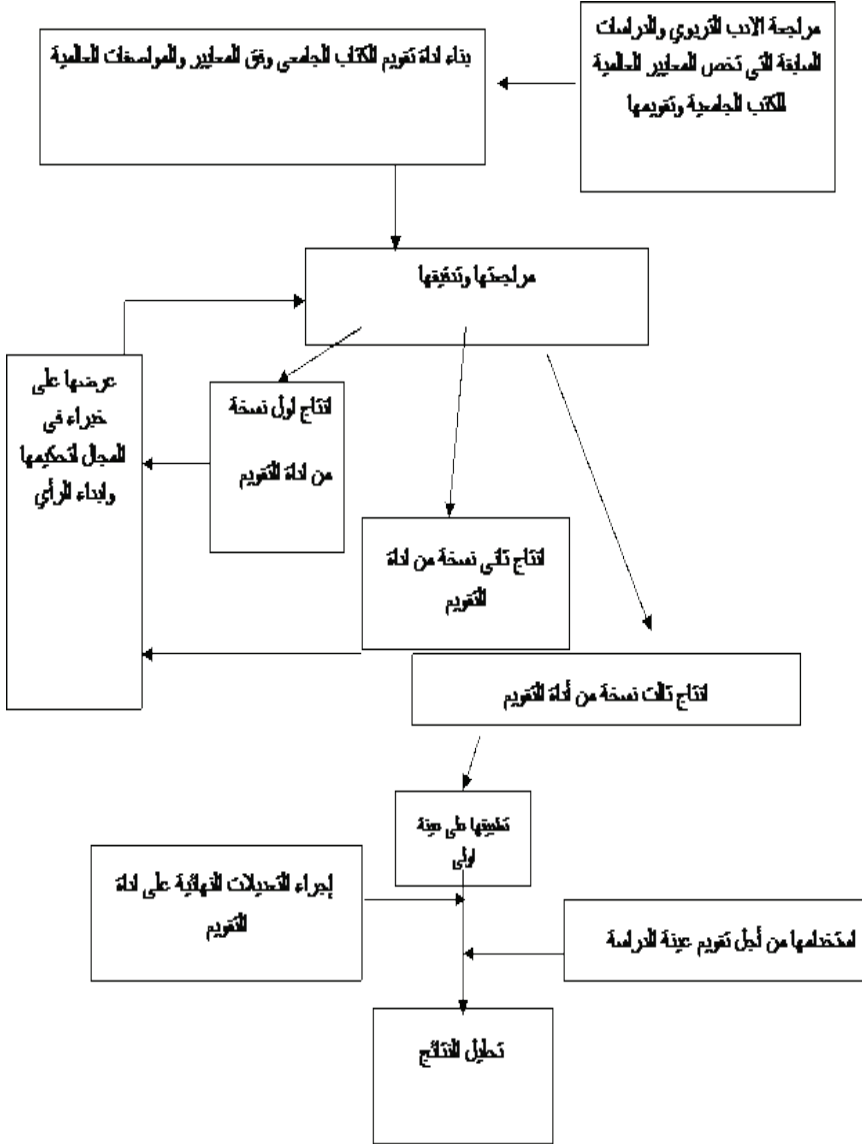 مراجعة الادب التربوي والدراسات
السابقة التي تخص المعايير العالمية
للكتب الجامعية وتقويمها
بناء اداة تقويم للكتاب الجامعي وفق المعايير والمواصفات العالمية
مراجعتها وتدقيقها
انتاج اول نسخة
من اداة التقويم
عرضها على
خبراء في
المجال لتحكيمها
وابداء الرأي
انتاج ثاني نسخة من اداة
التقويم
انتاج ثالث نسخة من أداة التقويم
تطبيقها على عينة
اولى
إجراء التعديلات النهائية على اداة
التقويم
استخدامها من أجل تقويم عينة الدراسة
تحليل النتائج